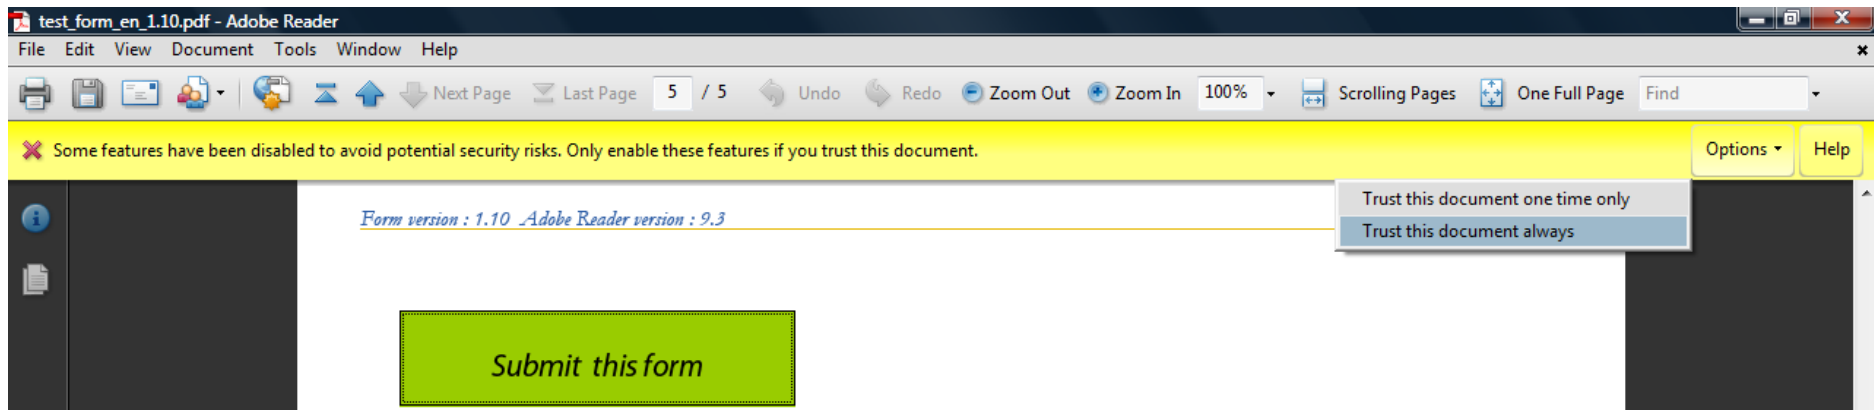 test_form_en_1.10.pdf - Adobe Reader
File Edit View Document Tools Window Help
Next Page Last Page 5 / 5 Undo Redo Zoom Out Zoom In 100% Scrolling Pages One Full Page Find
Some features have been disabled to avoid potential security risks. Only enable these features if you trust this document. Options Help
Trust this document one time only
Form version : 1.10 Adobe Reader version : 9.3
Trust this document always
Submit this form